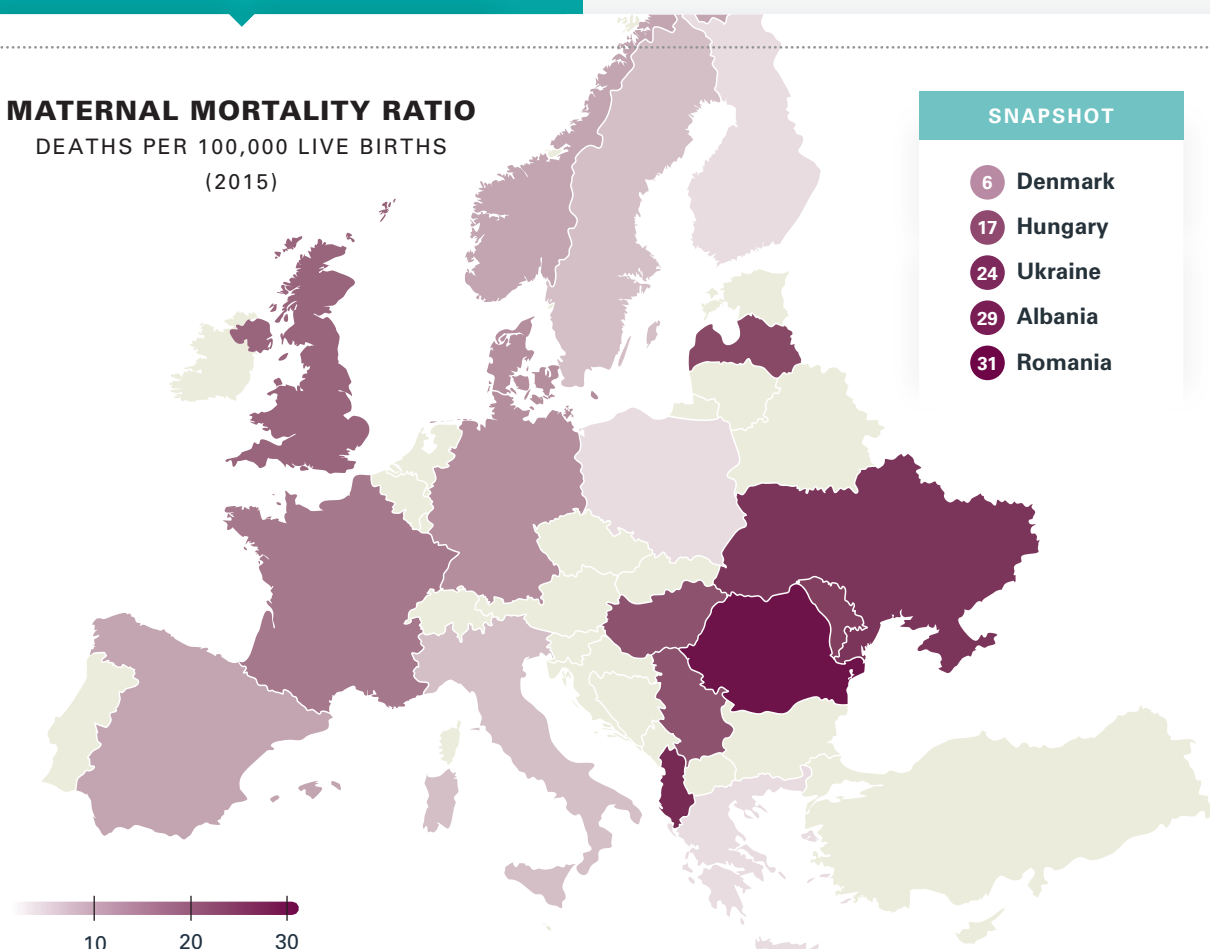 MATERNAL MORTALITY RATIO
DEATHS PER 100,000 LIVE BIRTHS
(2015)
SNAPSHOT
6 Denmark
17 Hungary
24 Ukraine
29 Albania
31 Romania
10 20 30